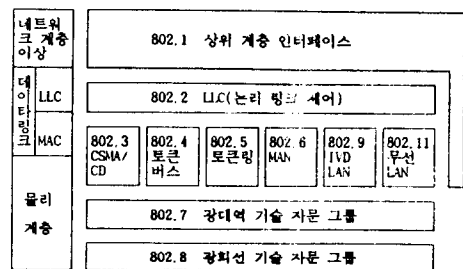 네트워
크 계층
이상
데
이
타
링
크
LLC
MAC
물리
계층
802.1 상위 계층 인터페이스
802.2 LLC(논리 링크 제어)
802.3
CSMA/
CD
802.4
토큰
버스
802.5
토큰링
802.6
MAN
802.9
IVD
LAN
802.11
무선
LAN
802.7 광대역 기술 자문 그룹
802.8 광회선 기술 자문 그룹